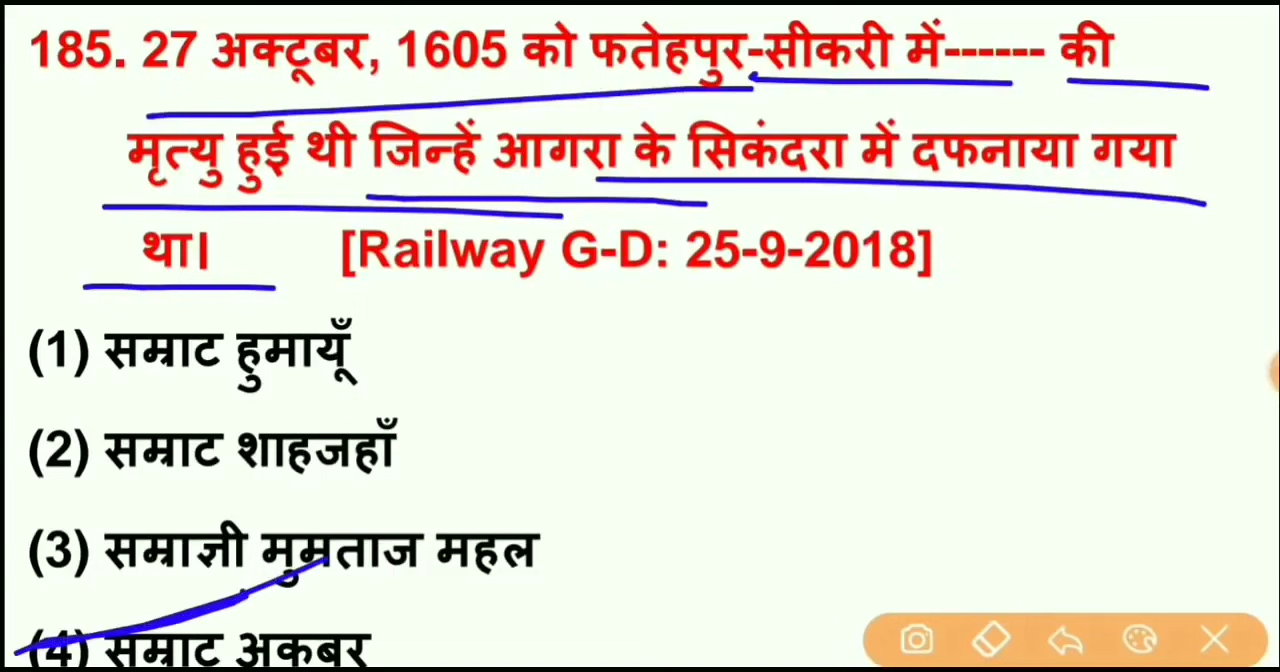 185. 27 अक्टूबर, 1605 को फतेहपुर-सीकरी में------ की
मृत्यु हुई थी जिन्हें आगरा के सिकंदरा में दफनाया गया
था। [Railway G-D: 25-9-2018]
(1) सम्राट हुमायूँ
(2) सम्राट शाहजहाँ
(3) सम्राज्ञी मुमताज महल
(4) सम्राट अकबर